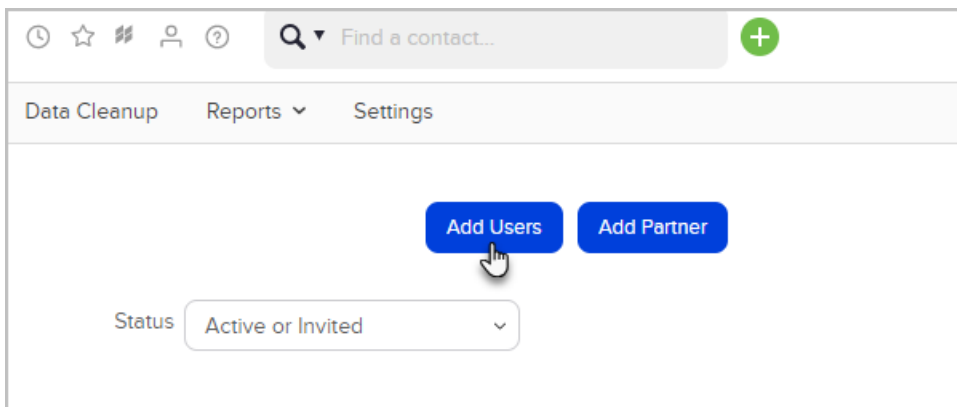 Find a contact...
Data Cleanup Reports Settings
Add Users Add Partner
Status Active or Invited